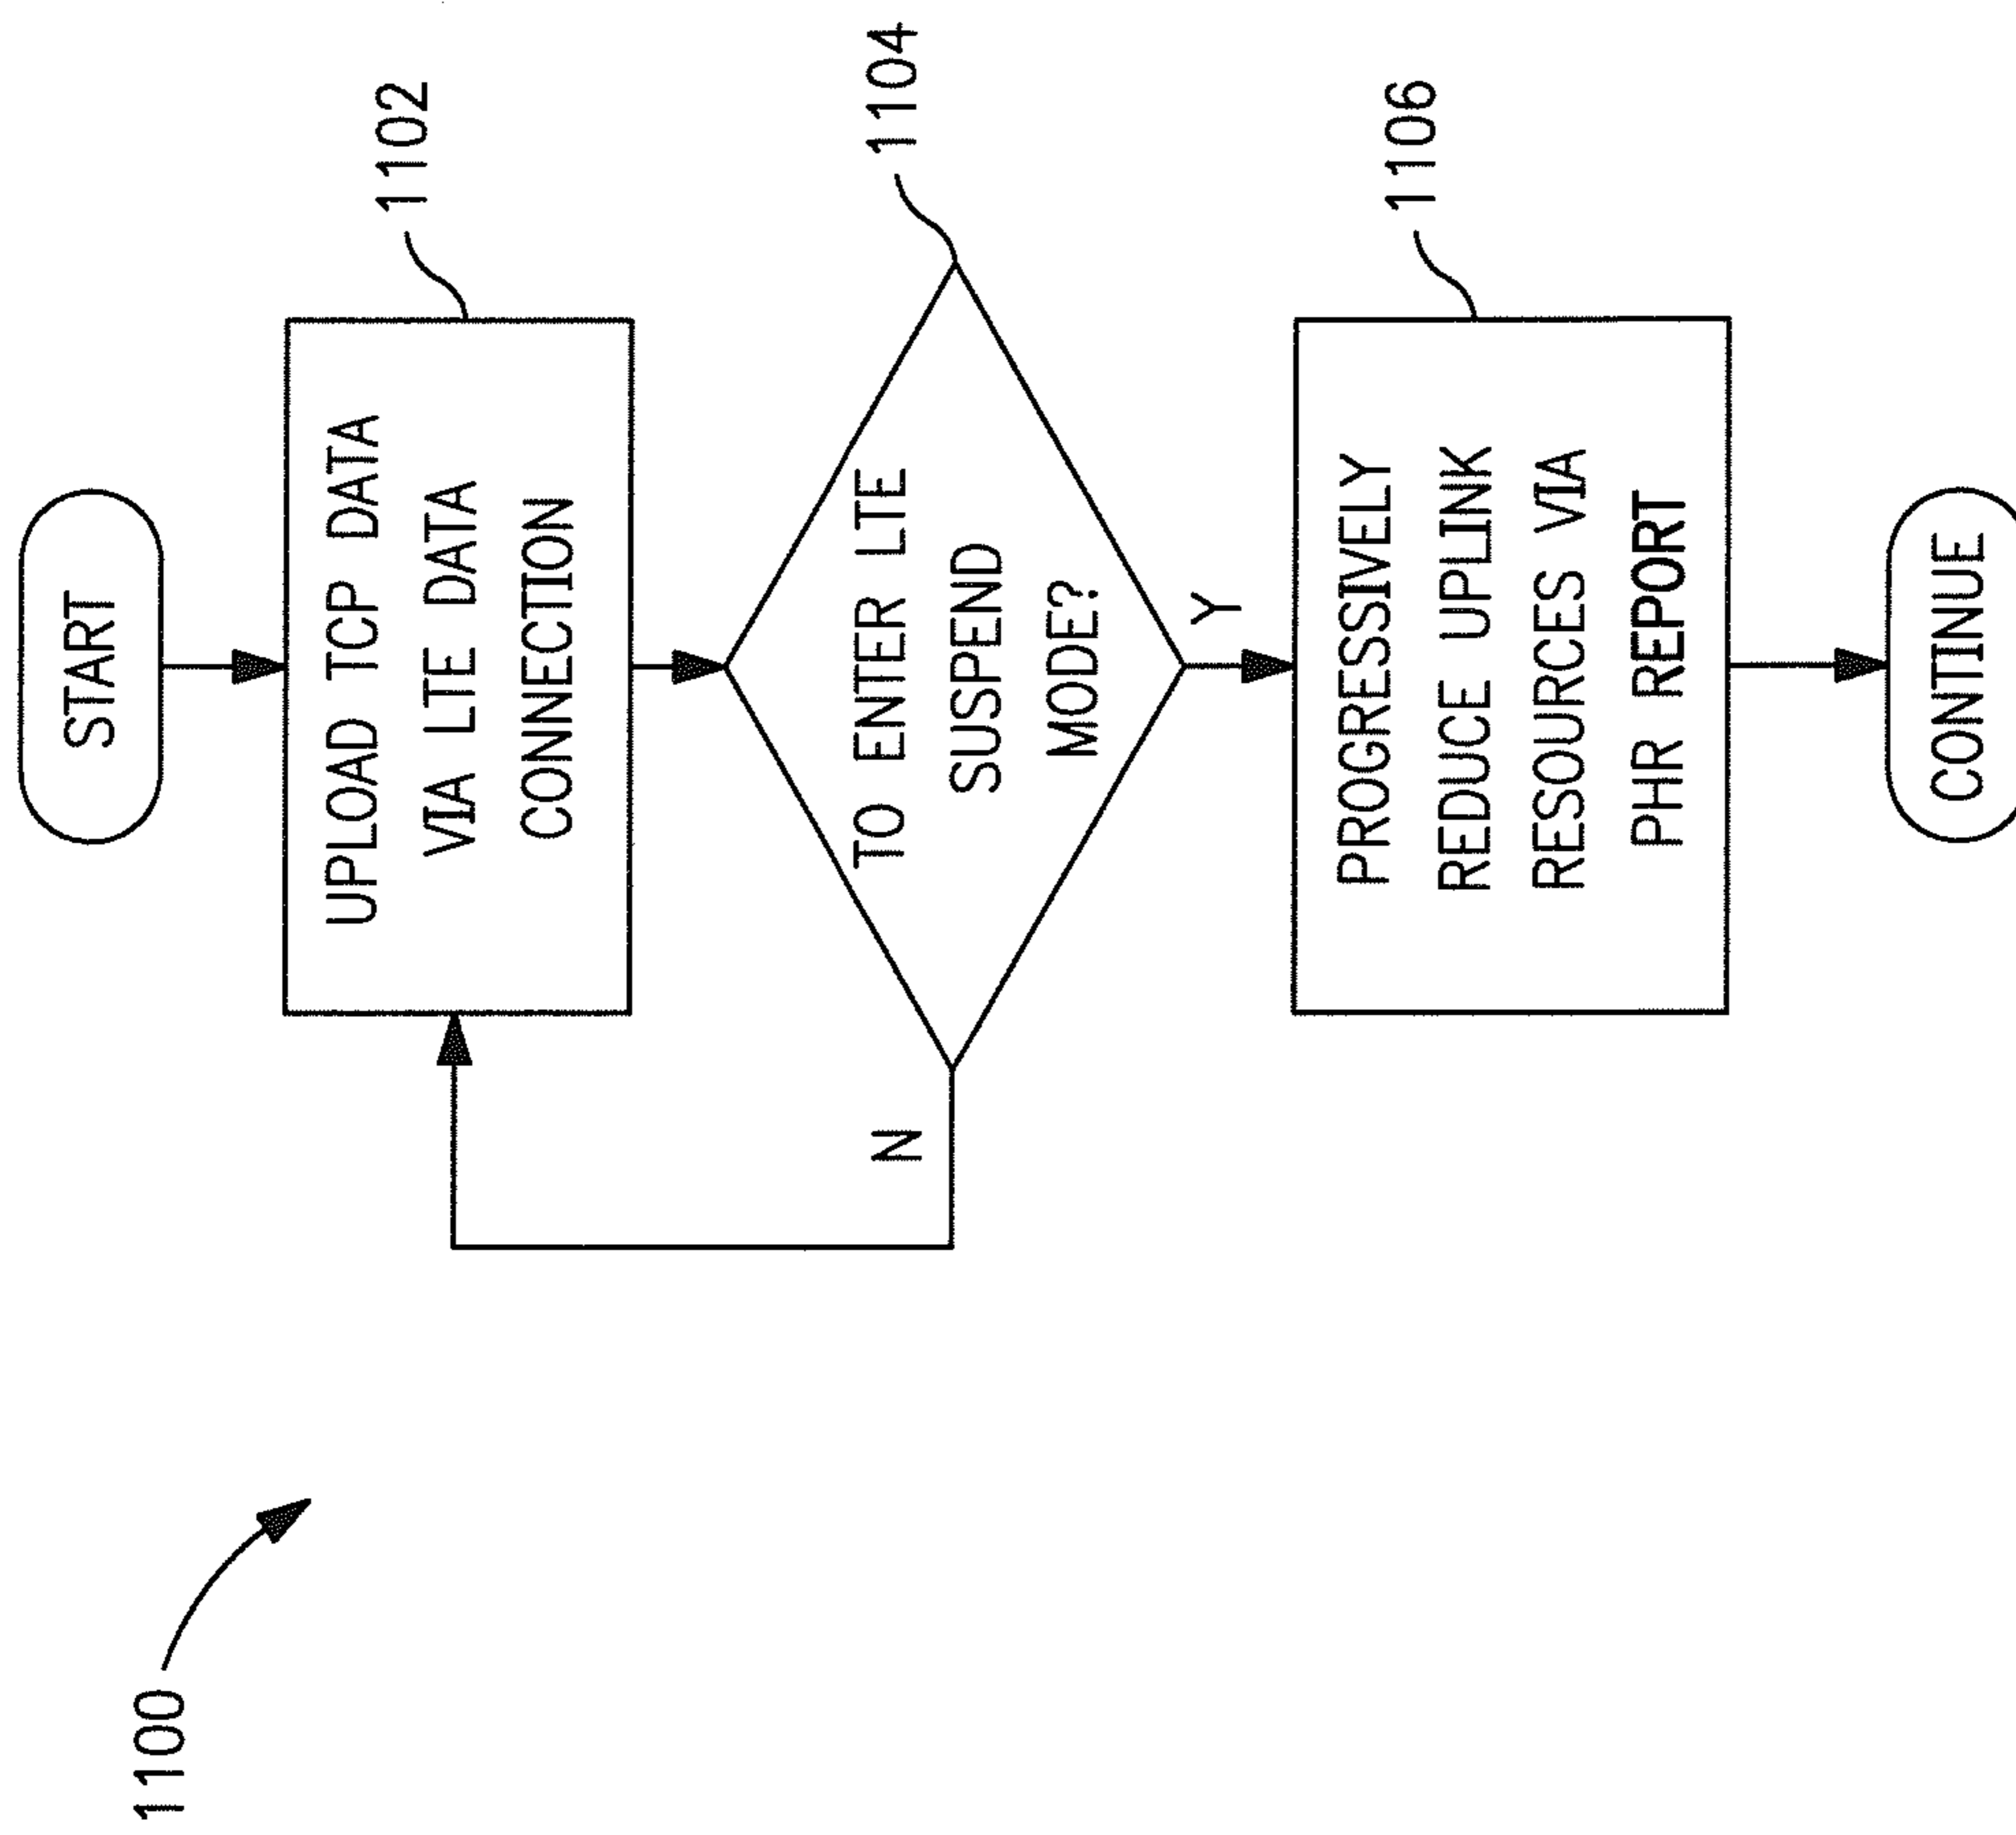 1100
START
UPLOAD TCP DATA
VIA LTE DATA
CONNECTION
1102
TO ENTER LTE
SUSPEND
MODE?
1104
N
Y
PROGRESSIVELY
REDUCE UPLINK
RESOURCES VIA
PHR REPORT
1106
CONTINUE